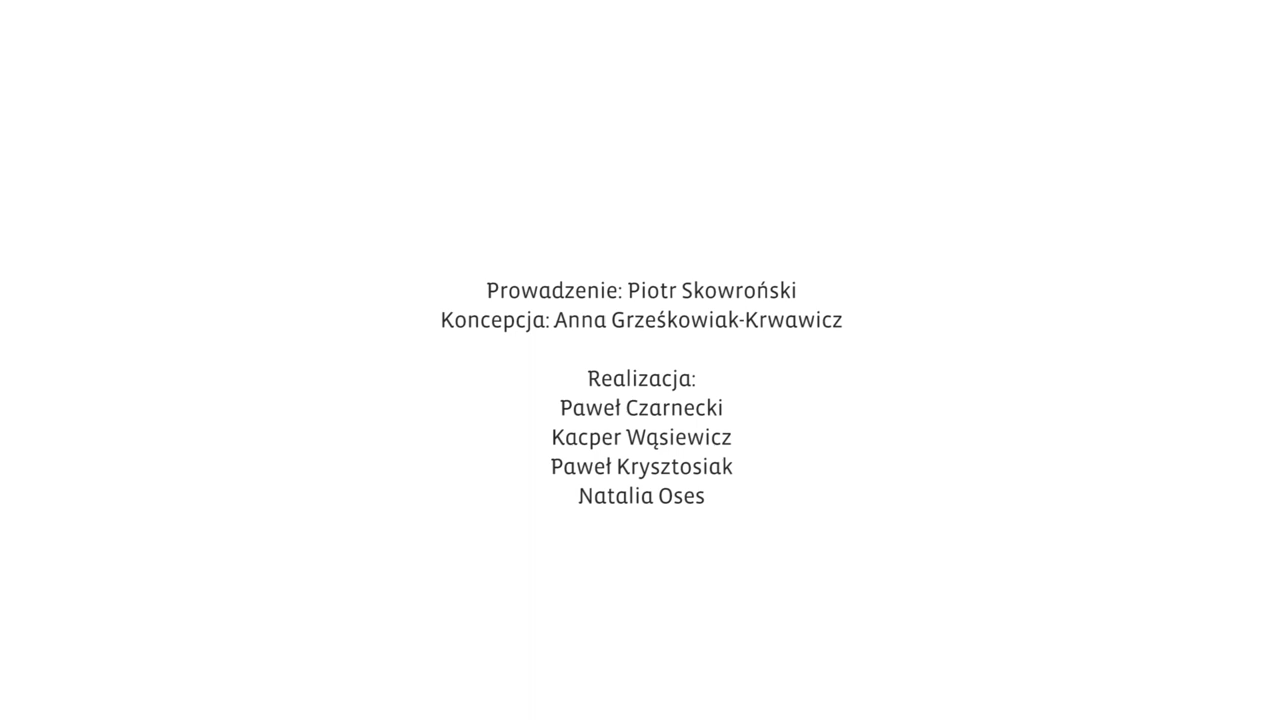 Prowadzenie: Piotr Skowroński
Koncepcja: Anna Grześkowiak-Krwawicz
Realizacja:
Paweł Czarnecki
Kacper Wąsiewicz
Paweł Krysztosiak
Natalia Oses